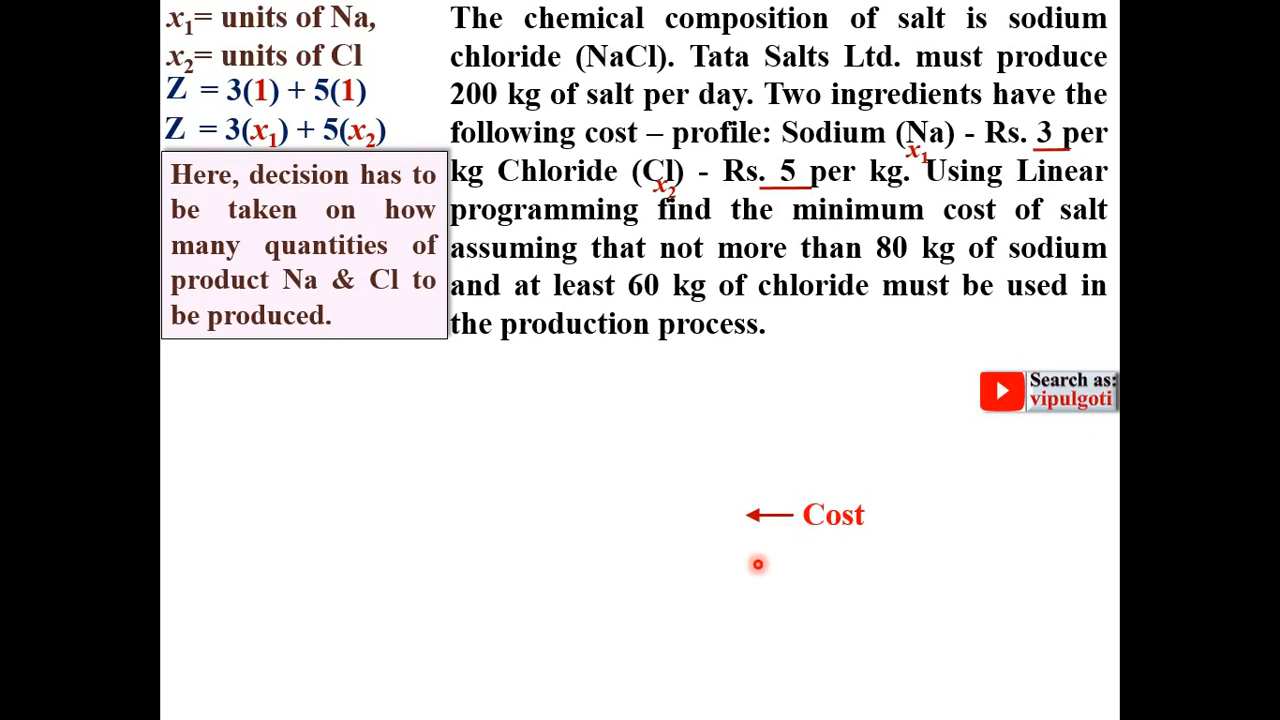 x1= units of Na,
x2= units of Cl
Z = 3(1) + 5(1)
Z = 3(x1) + 5(x2)
Here, decision has to
be taken on how
many quantities of
product Na & Cl to
be produced.
The chemical composition of salt is sodium
chloride (NaCl). Tata Salts Ltd. must produce
200 kg of salt per day. Two ingredients have the
following cost – profile: Sodium (Na) - Rs. 3 per
x1
kg Chloride (Cl) - Rs. 5 per kg. Using Linear
x2
programming find the minimum cost of salt
assuming that not more than 80 kg of sodium
and at least 60 kg of chloride must be used in
the production process.
Search as:
vipulgoti
Cost